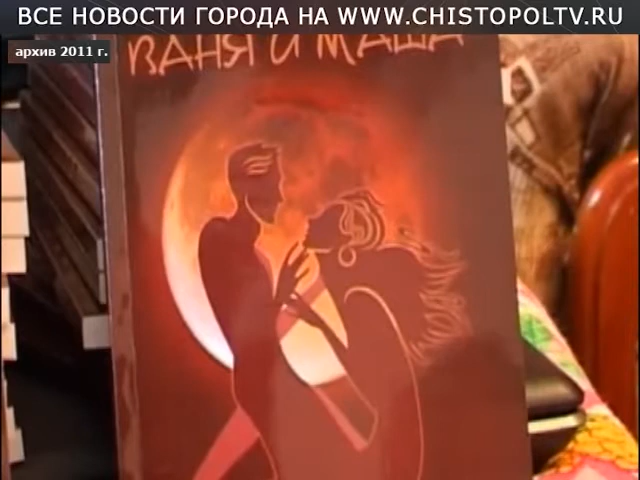 ВСЕ НОВОСТИ ГОРОДА НА WWW.CHISTOPOLTV.RU
архив 2011 г.
ВАНЯ И МАША